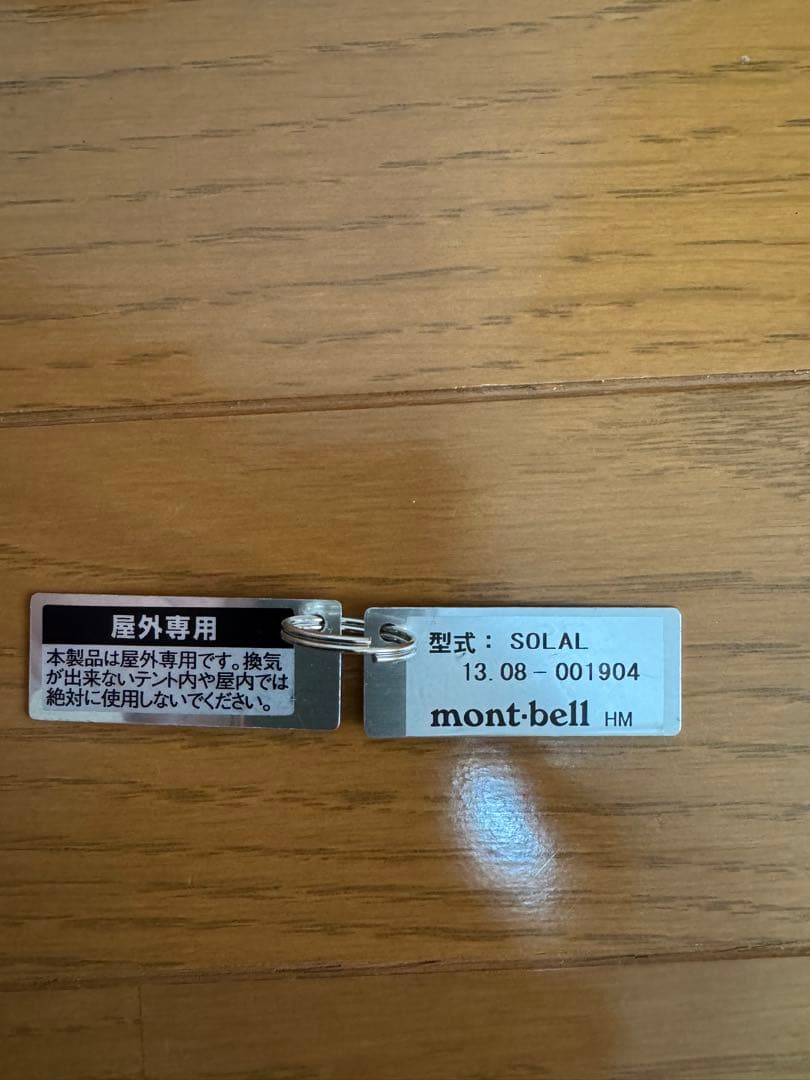 屋外専用
本製品は屋外専用です。換気
が出来ないテント内や屋内では
絶対に使用しないでください。
型式： SOLAL
13.08－001904
mont·bell HM